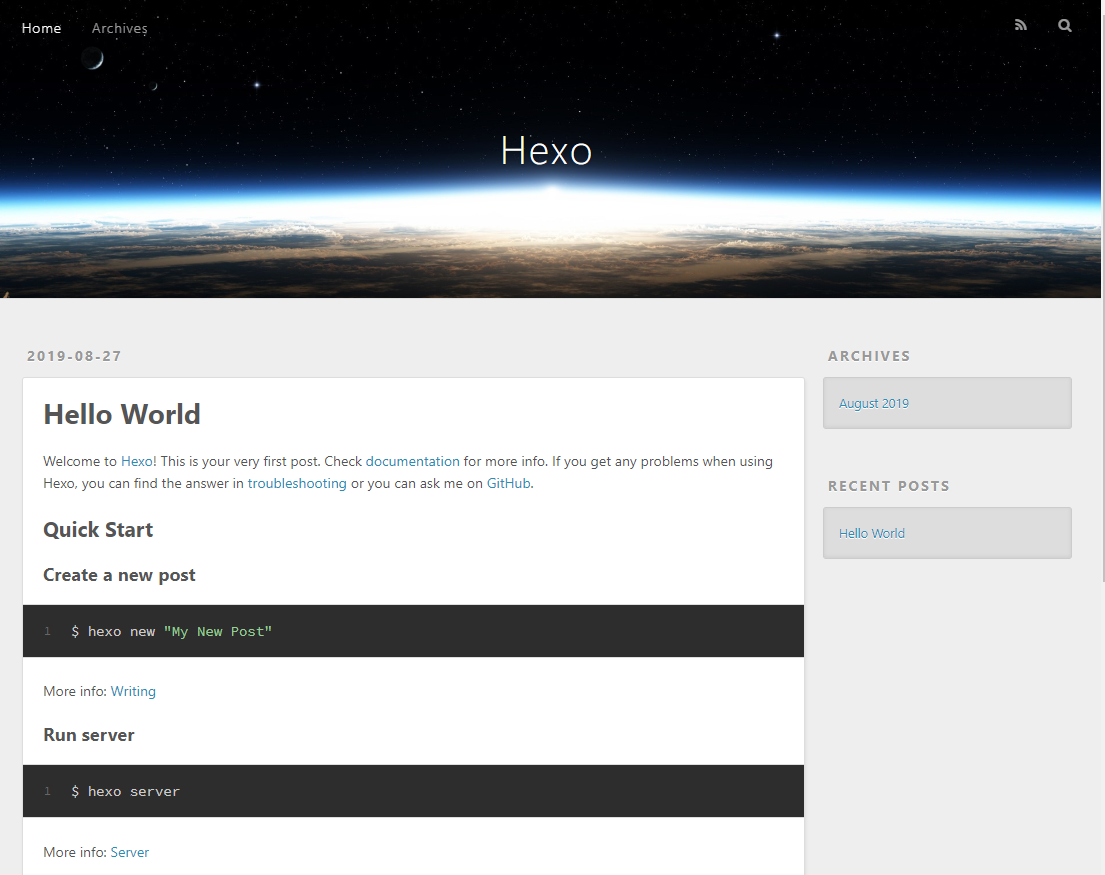 Home Archives
Hexo
2019-08-27
Hello World
Welcome to Hexo! This is your very first post. Check documentation for more info. If you get any problems when using
Hexo, you can find the answer in troubleshooting or you can ask me on GitHub.
Quick Start
Create a new post
1 $ hexo new "My New Post"
More info: Writing
Run server
1 $ hexo server
More info: Server
ARCHIVES
August 2019
RECENT POSTS
Hello World